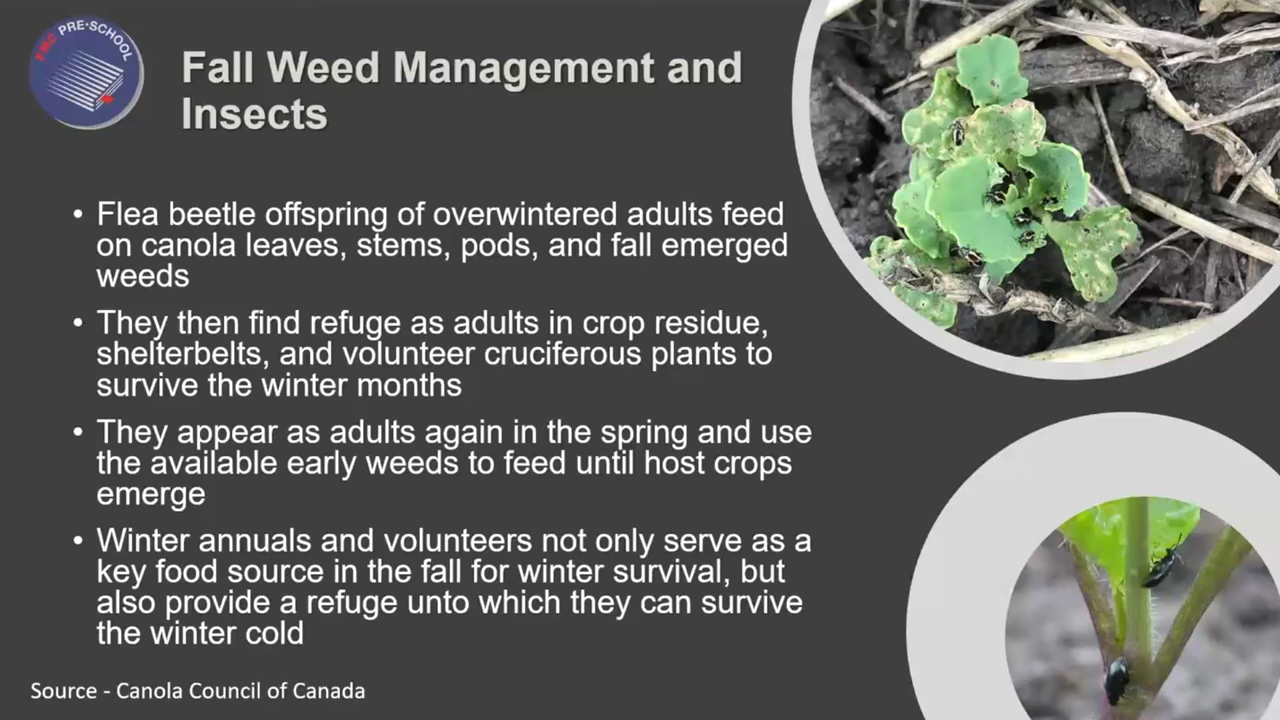 FMC PRE-SCHOOL
Fall Weed Management and
Insects
• Flea beetle offspring of overwintered adults feed
on canola leaves, stems, pods, and fall emerged
weeds
• They then find refuge as adults in crop residue,
shelterbelts, and volunteer cruciferous plants to
survive the winter months
• They appear as adults again in the spring and use
the available early weeds to feed until host crops
emerge
• Winter annuals and volunteers not only serve as a
key food source in the fall for winter survival, but
also provide a refuge unto which they can survive
the winter cold
Source - Canola Council of Canada